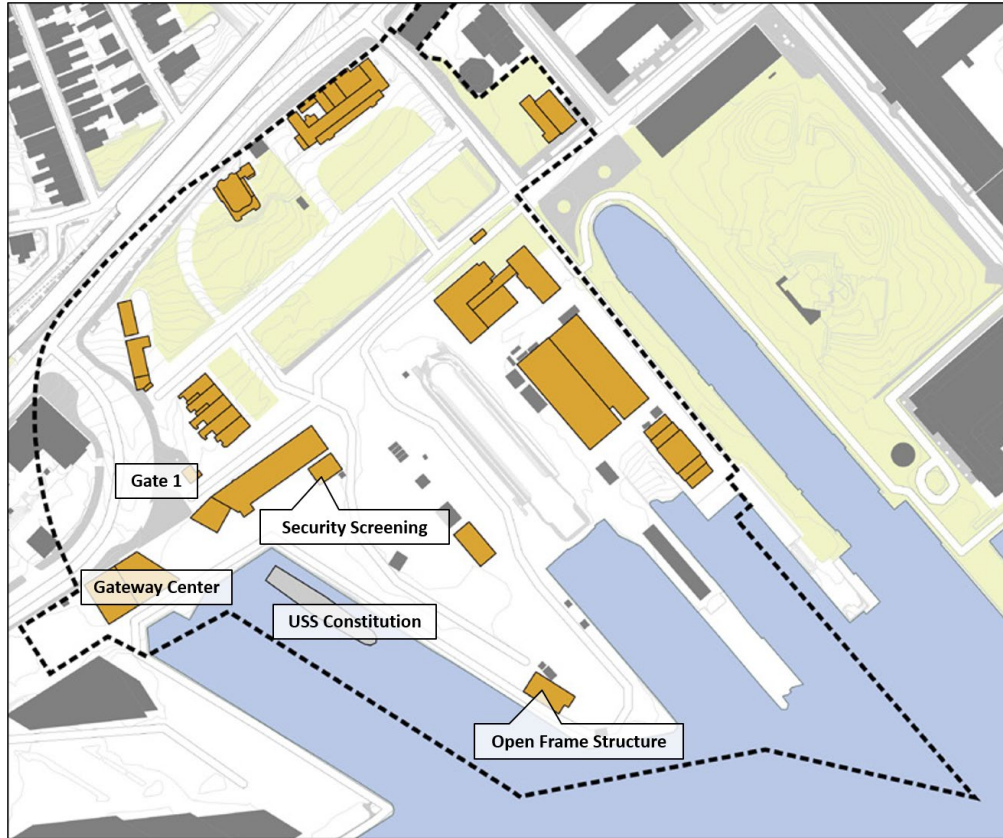 Gate 1
Security Screening
Gateway Center
USS Constitution
Open Frame Structure